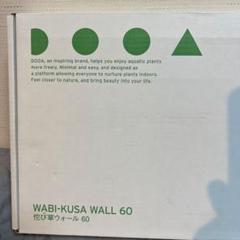 DOOA
DOOA, an inspiring brand, helps you enjoy aquatic plants
more freely. Minimal and easy, and designed as
a platform allowing everyone to nurture plants indoors.
Feel closer to nature, and bring beauty into your life.
WABI-KUSA WALL 60
侘び草ウォール 60